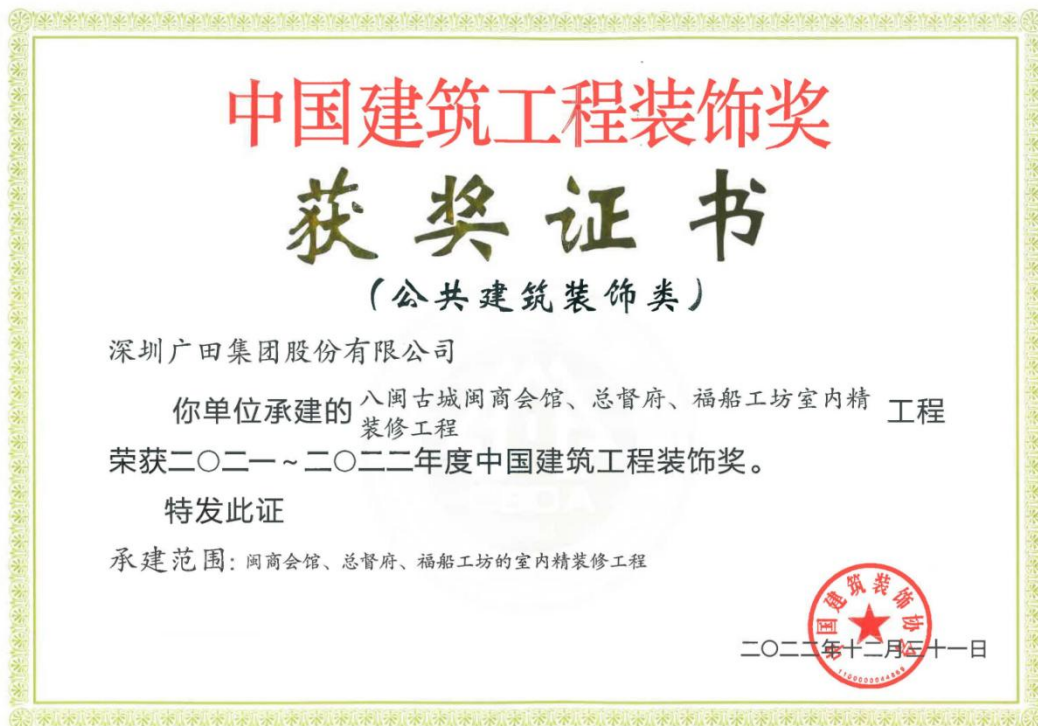 中国建筑工程装饰奖
获奖证书
（公共建筑装饰类）
深圳广田集团股份有限公司
你单位承建的 八闽古城闽商会馆、总督府、福船工坊室内精 工程
装修工程
荣获二〇二一~二〇二二年度中国建筑工程装饰奖。
特发此证
承建范围：闽商会馆、总督府、福船工坊的室内精装修工程
中国建筑装饰协会
二〇二二年十二月三十一日